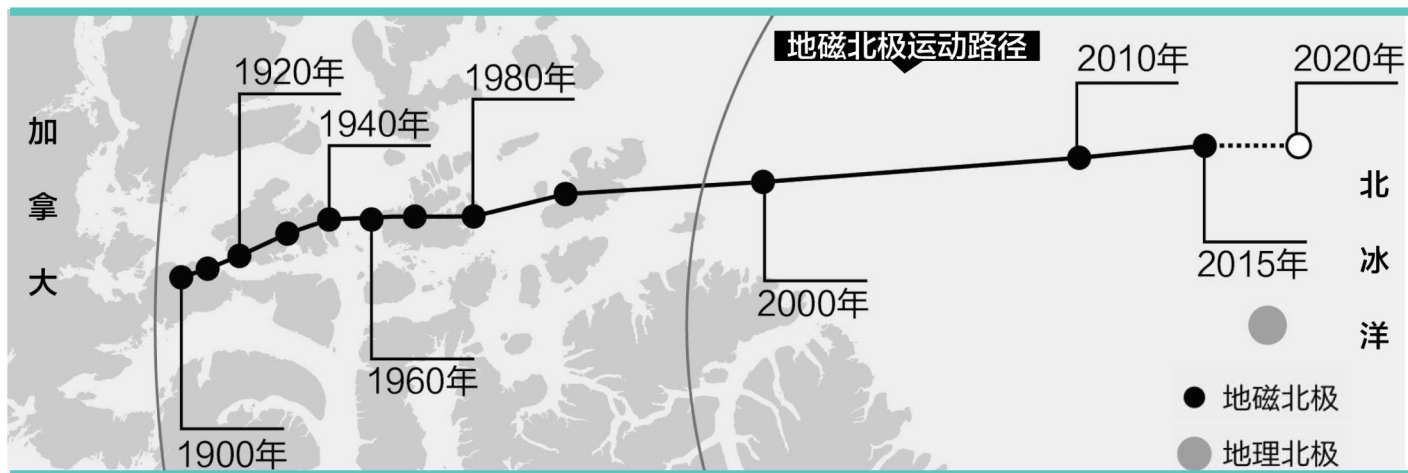 地磁北极运动路径
1920年
1980年
2010年
2020年
1940年
加拿大
北冰洋
2015年
2000年
1960年
1900年
地磁北极
地理北极